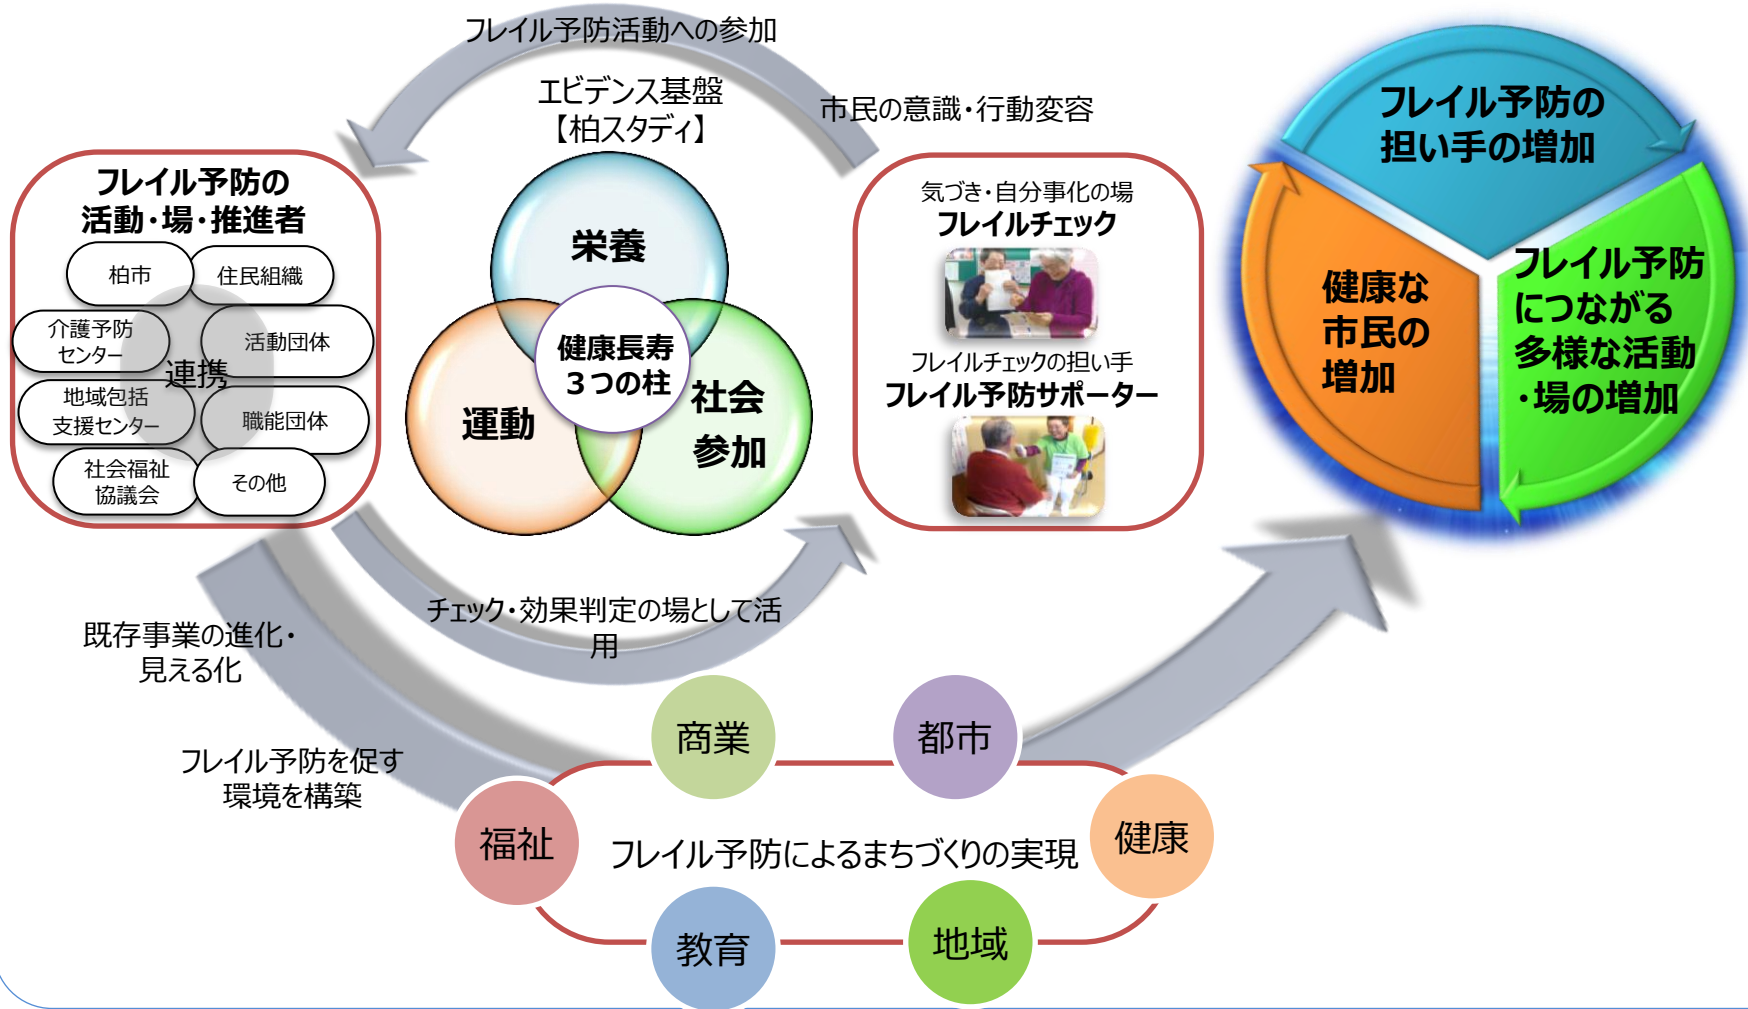 フレイル予防活動への参加
エビデンス基盤
【柏スタディ】
市民の意識・行動変容
フレイル予防の
活動・場・推進者
柏市
住民組織
介護予防
センター
活動団体
連携
地域包括
支援センター
職能団体
社会福祉
協議会
その他
栄養
健康長寿
３つの柱
運動
社会
参加
気づき・自分事化の場
フレイルチェック
フレイルチェックの担い手
フレイル予防サポーター
フレイル予防の
担い手の増加
健康な
市民の
増加
フレイル予防
につながる
多様な活動
・場の増加
チェック・効果判定の場として活
用
既存事業の進化・
見える化
フレイル予防を促す
環境を構築
商業
都市
福祉
フレイル予防によるまちづくりの実現
健康
教育
地域